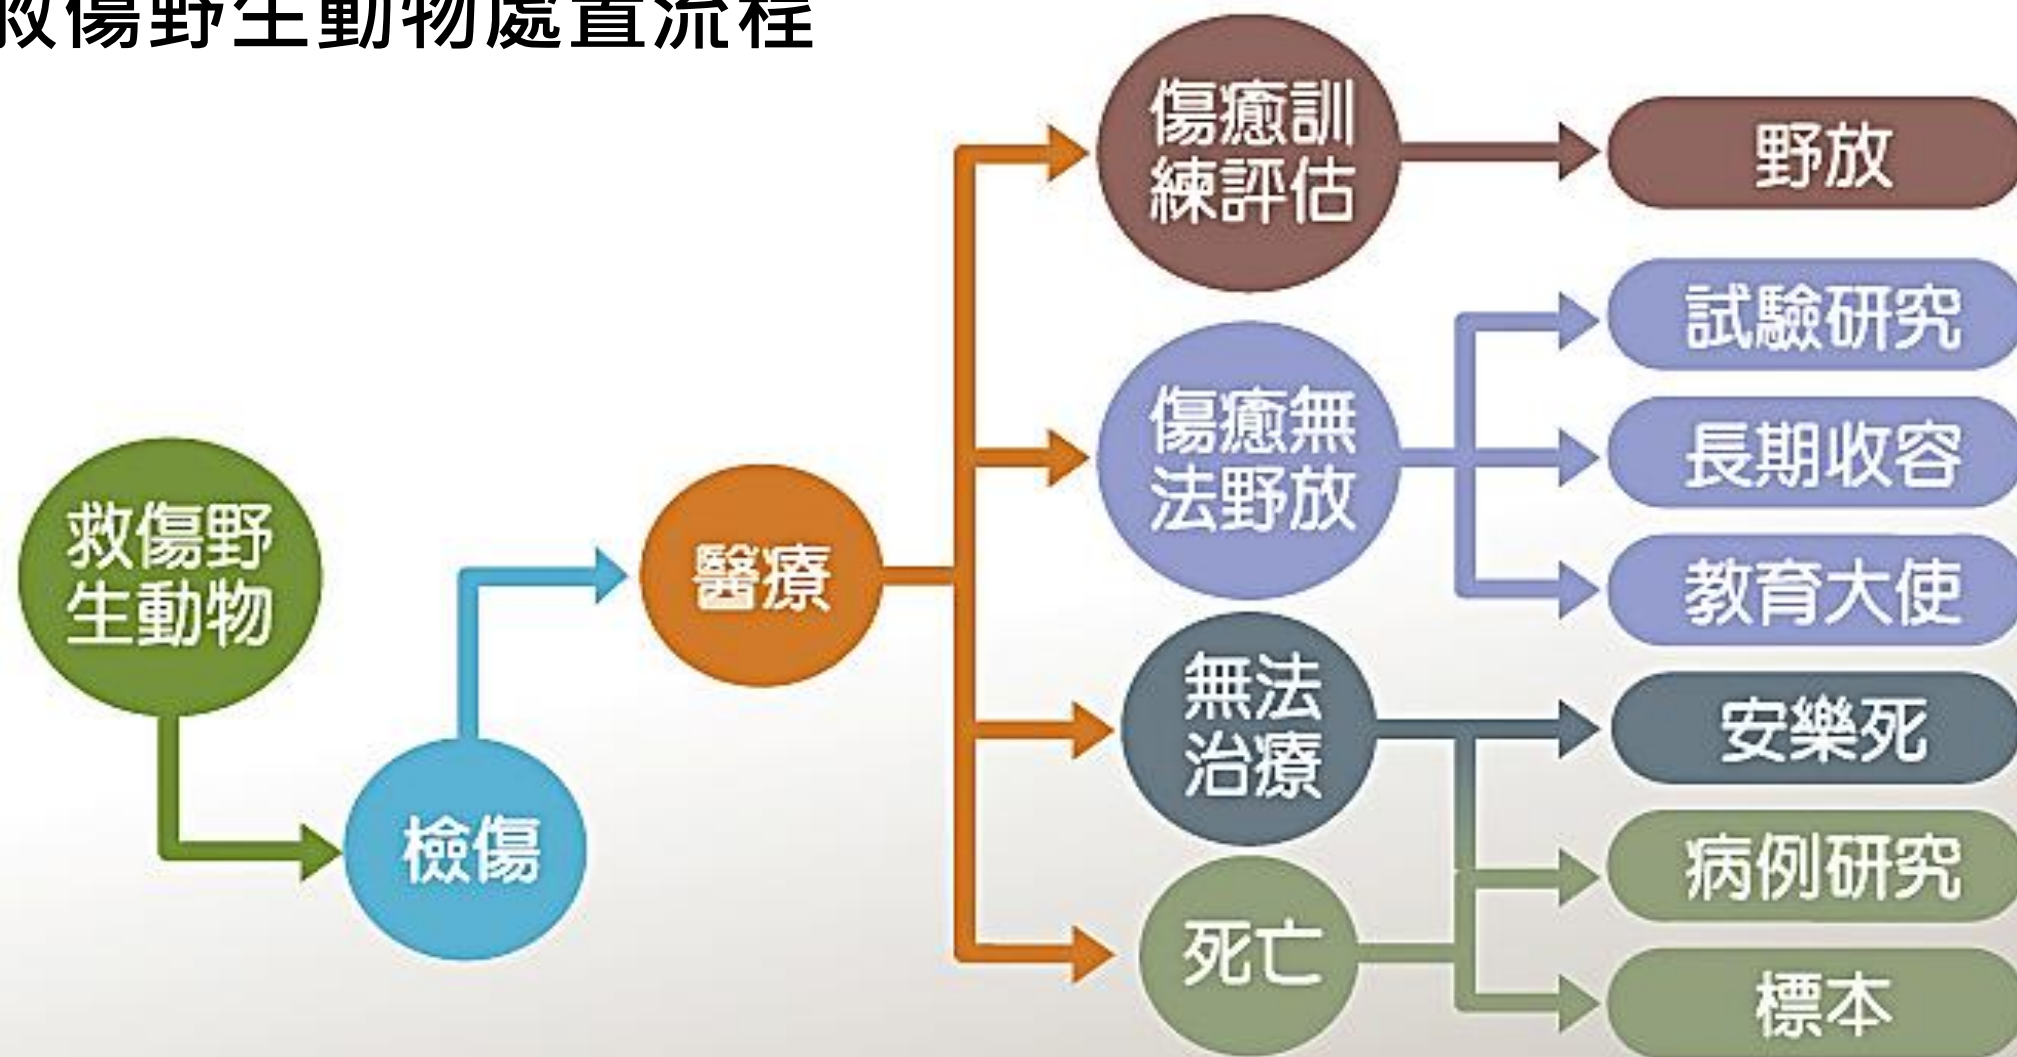 救傷野生動物處置流程
傷癒訓
練評估
野放
傷癒無
法野放
試驗研究
長期收容
教育大使
救傷野
生動物
檢傷
醫療
無法
治療
安樂死
死亡
病例研究
標本